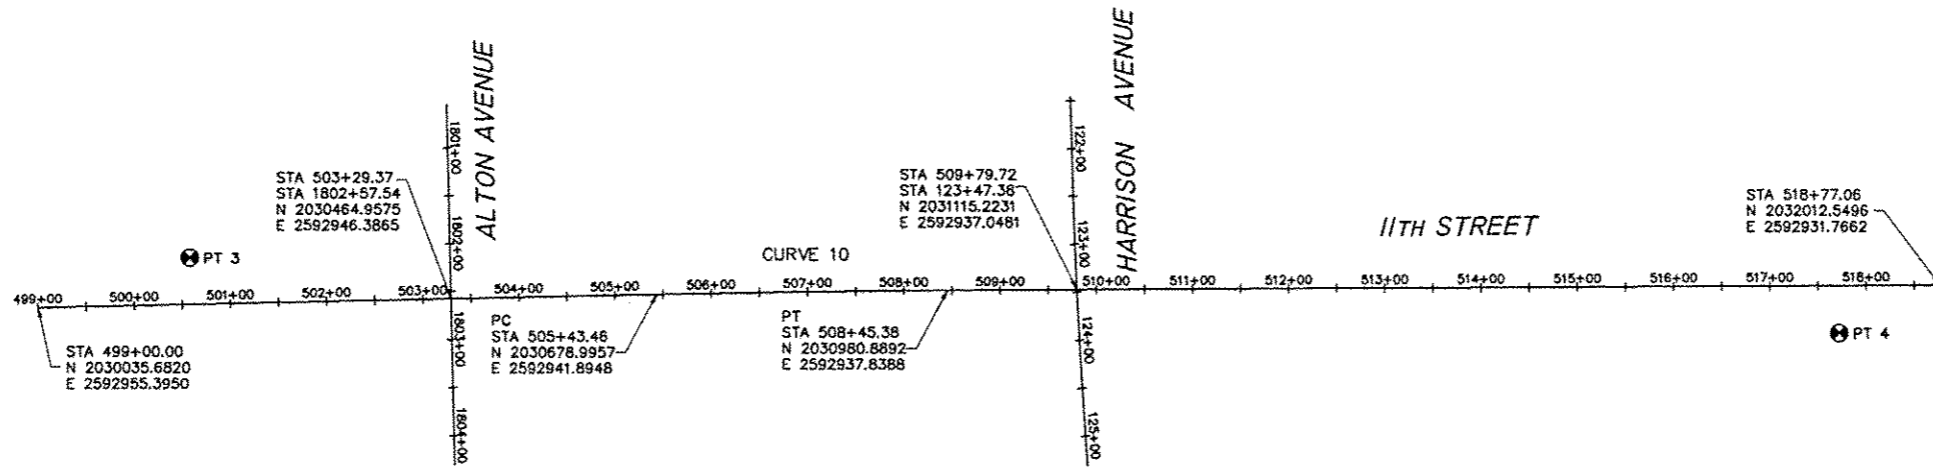 ALTON AVENUE
HARRISON AVENUE
1801+00
122+00
STA 503+29.37
STA 1802+57.54
N 2030464.9575
E 2592946.3865
STA 509+79.72
STA 123+47.38
N 2031115.2231
E 2592937.0481
STA 518+77.06
N 2032012.5496
E 2592931.7662
1802+00
123+00
11TH STREET
PT 3
CURVE 10
499+00 500+00 501+00 502+00 503+00 504+00 505+00 506+00 507+00 508+00 509+00 510+00 511+00 512+00 513+00 514+00 515+00 516+00 517+00 518+00
PC
STA 505+43.46
N 2030678.9957
E 2592941.8948
PT
STA 508+45.38
N 2030980.8892
E 2592937.8388
1803+00
124+00
PT 4
STA 499+00.00
N 2030035.6820
E 2592955.3950
1804+00
125+00